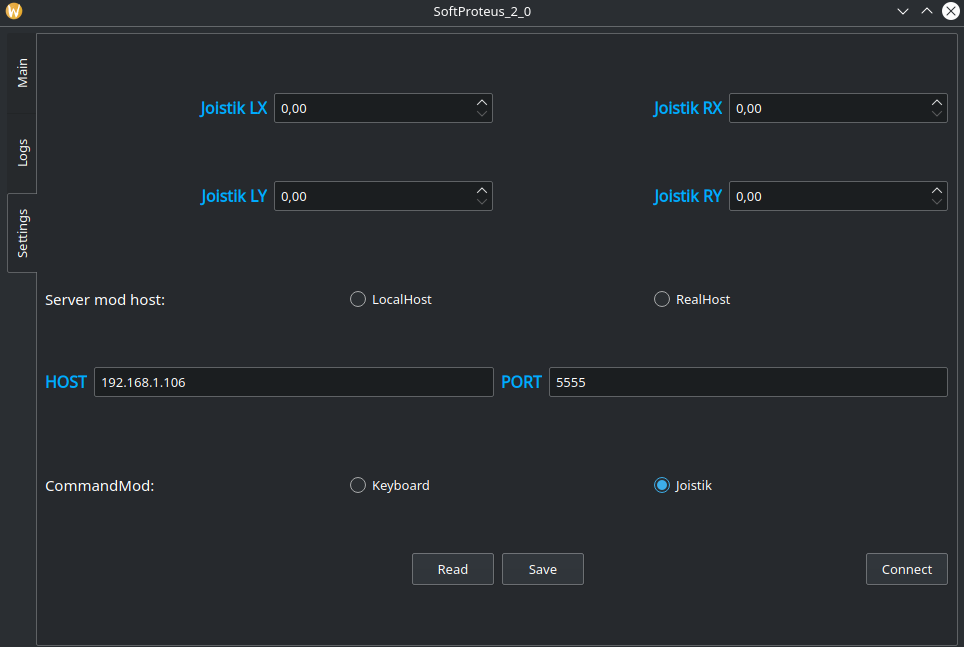 SoftProteus_2_0
Main
Logs
Settings
Joistik LX 0,00 Joistik RX 0,00
Joistik LY 0,00 Joistik RY 0,00
Server mod host: LocalHost RealHost
HOST 192.168.1.106 PORT 5555
CommandMod: Keyboard Joistik
Read Save Connect